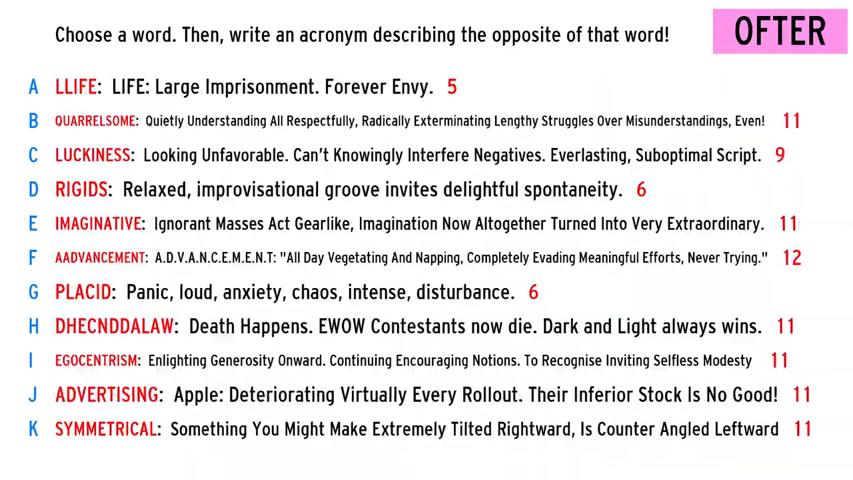 Choose a word. Then, write an acronym describing the opposite of that word!
OFTER
A LLIFE: LIFE: Large Imprisonment. Forever Envy. 5
B QUARRELSOME: Quietly Understanding All Respectfully, Radically Exterminating Lengthy Struggles Over Misunderstandings, Even! 11
C LUCKINESS: Looking Unfavorable. Can't Knowingly Interfere Negatives. Everlasting, Suboptimal Script. 9
D RIGIDS: Relaxed, improvisational groove invites delightful spontaneity. 6
E IMAGINATIVE: Ignorant Masses Act Gearlike, Imagination Now Altogether Turned Into Very Extraordinary. 11
F AADVANCEMENT: A.D.V.A.N.C.E.M.E.N.T: "All Day Vegetating And Napping, Completely Evading Meaningful Efforts, Never Trying." 12
G PLACID: Panic, loud, anxiety, chaos, intense, disturbance. 6
H DHECNDDALAW: Death Happens. EWOW Contestants now die. Dark and Light always wins. 11
I EGOCENTRISM: Enlighting Generosity Onward. Continuing Encouraging Notions. To Recognise Inviting Selfless Modesty 11
J ADVERTISING: Apple: Deteriorating Virtually Every Rollout. Their Inferior Stock Is No Good! 11
K SYMMETRICAL: Something You Might Make Extremely Tilted Rightward, Is Counter Angled Leftward 11